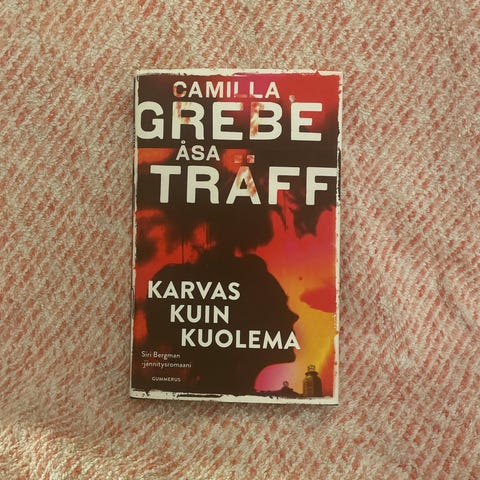 CAMILLA
GREBE
ÅSA
TRÄFF
KARVAS
KUIN
KUOLEMA
Siri Bergman
-jännitysromaani
GUMMERUS